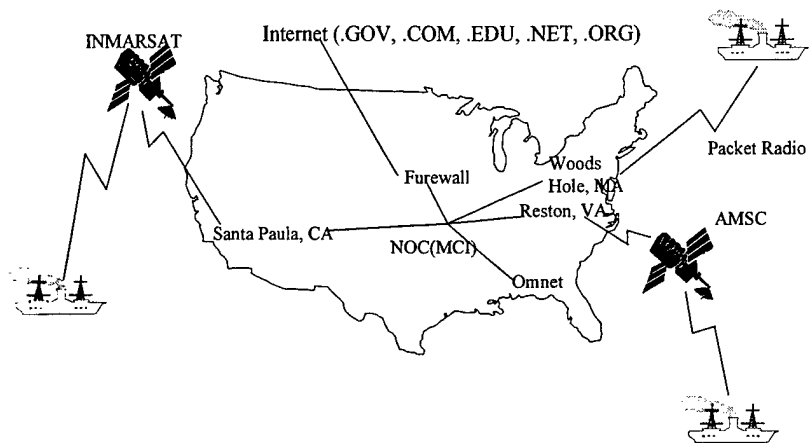 Internet (.GOV, .COM, .EDU, .NET, .ORG)
INMARSAT
Packet Radio
Woods
Hole, MA
Furewall
Reston, VA
AMSC
Santa Paula, CA
NOC(MCI)
Omnet